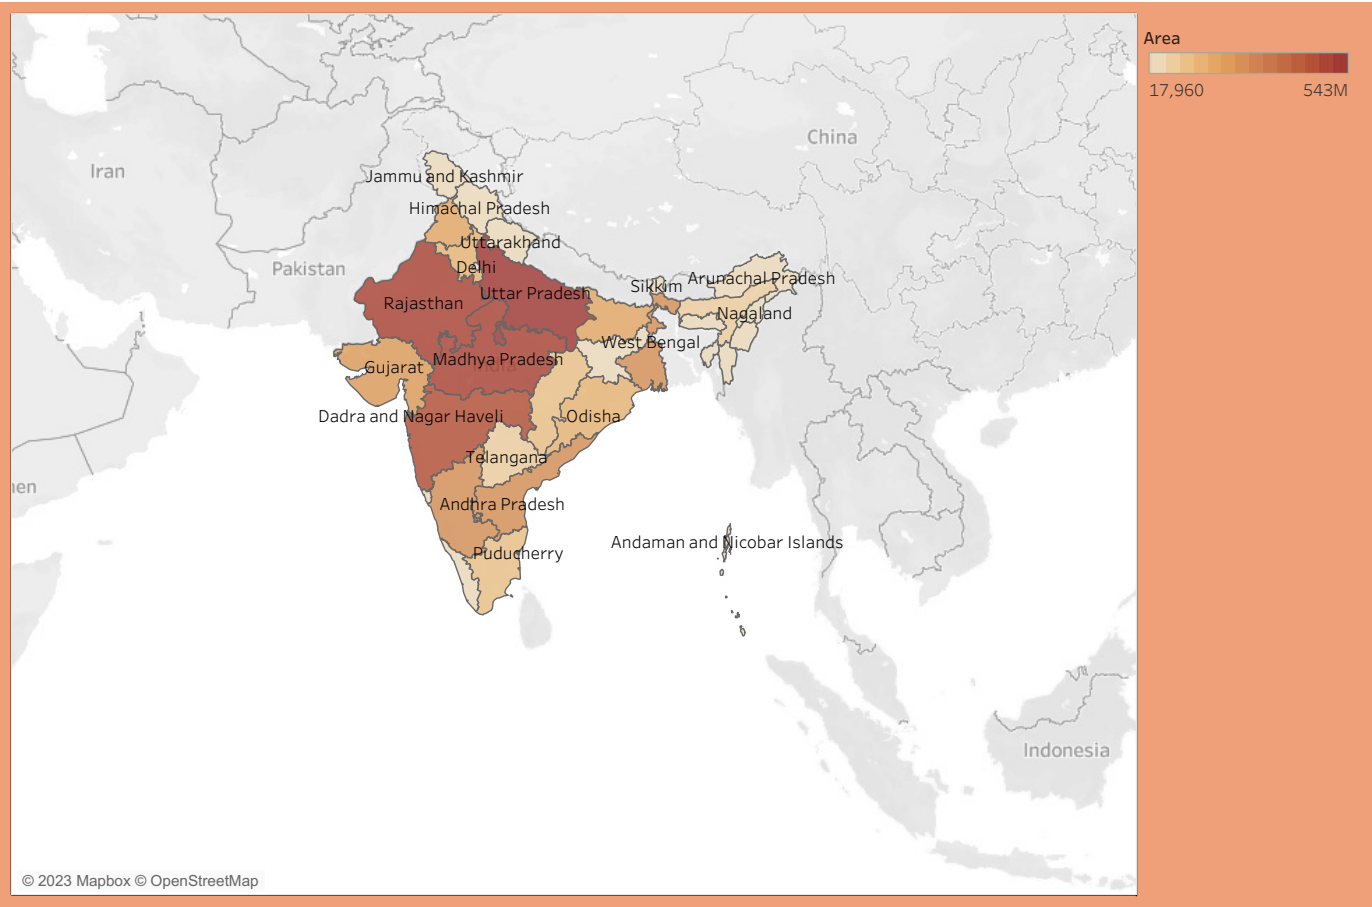 Area
17,960 543M
China
Iran
Jammu and Kashmir
Himachal Pradesh
Uttarakhand
Pakistan
Delhi
Arunachal Pradesh
Sikkim
Uttar Pradesh
Rajasthan
Nagaland
West Bengal
Madhya Pradesh
India
Gujarat
Dadra and Nagar Haveli
Odisha
Telangana
men
Andhra Pradesh
Andaman and Nicobar Islands
Puducherry
Indonesia
© 2023 Mapbox © OpenStreetMap